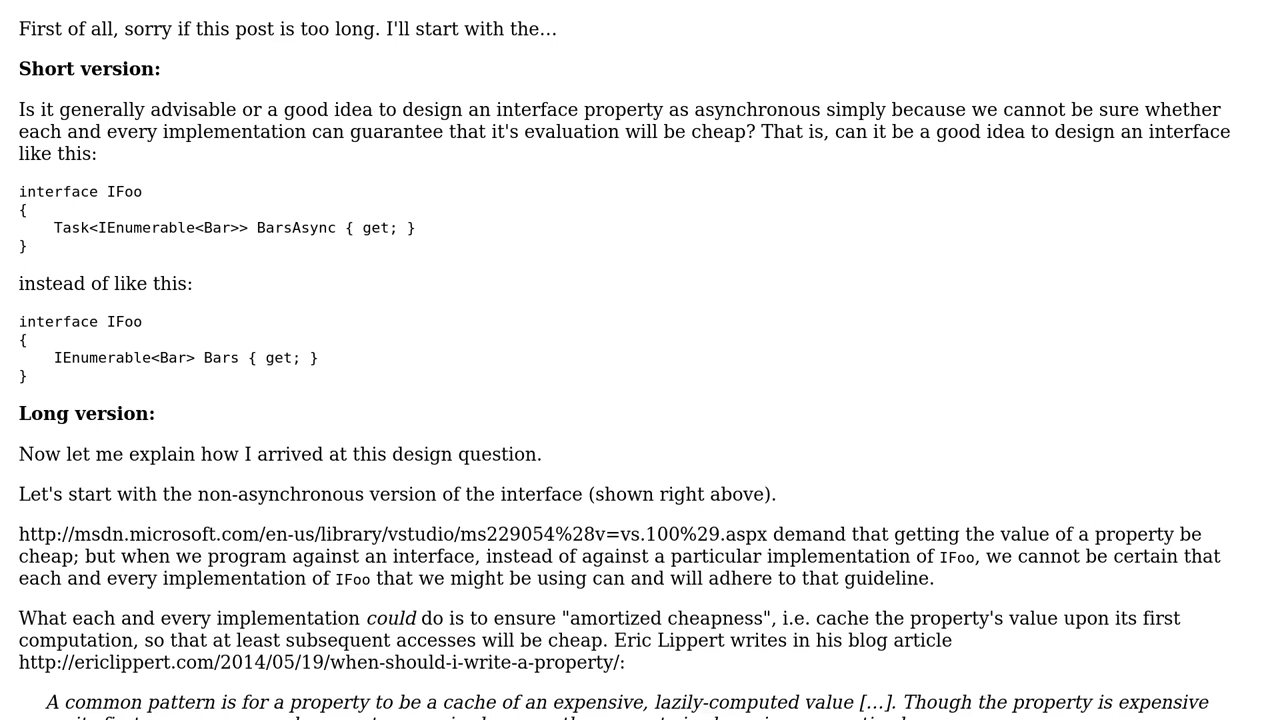 First of all, sorry if this post is too long. I'll start with the…
Short version:
Is it generally advisable or a good idea to design an interface property as asynchronous simply because we cannot be sure whether
each and every implementation can guarantee that it's evaluation will be cheap? That is, can it be a good idea to design an interface
like this:
interface IFoo
{
    Task<IEnumerable<Bar>> BarsAsync { get; }
}
instead of like this:
interface IFoo
{
    IEnumerable<Bar> Bars { get; }
}
Long version:
Now let me explain how I arrived at this design question.
Let's start with the non-asynchronous version of the interface (shown right above).
http://msdn.microsoft.com/en-us/library/vstudio/ms229054%28v=vs.100%29.aspx demand that getting the value of a property be
cheap; but when we program against an interface, instead of against a particular implementation of IFoo, we cannot be certain that
each and every implementation of IFoo that we might be using can and will adhere to that guideline.
What each and every implementation could do is to ensure "amortized cheapness", i.e. cache the property's value upon its first
computation, so that at least subsequent accesses will be cheap. Eric Lippert writes in his blog article
http://ericlippert.com/2014/05/19/when-should-i-write-a-property/:
A common pattern is for a property to be a cache of an expensive, lazily-computed value […]. Though the property is expensive